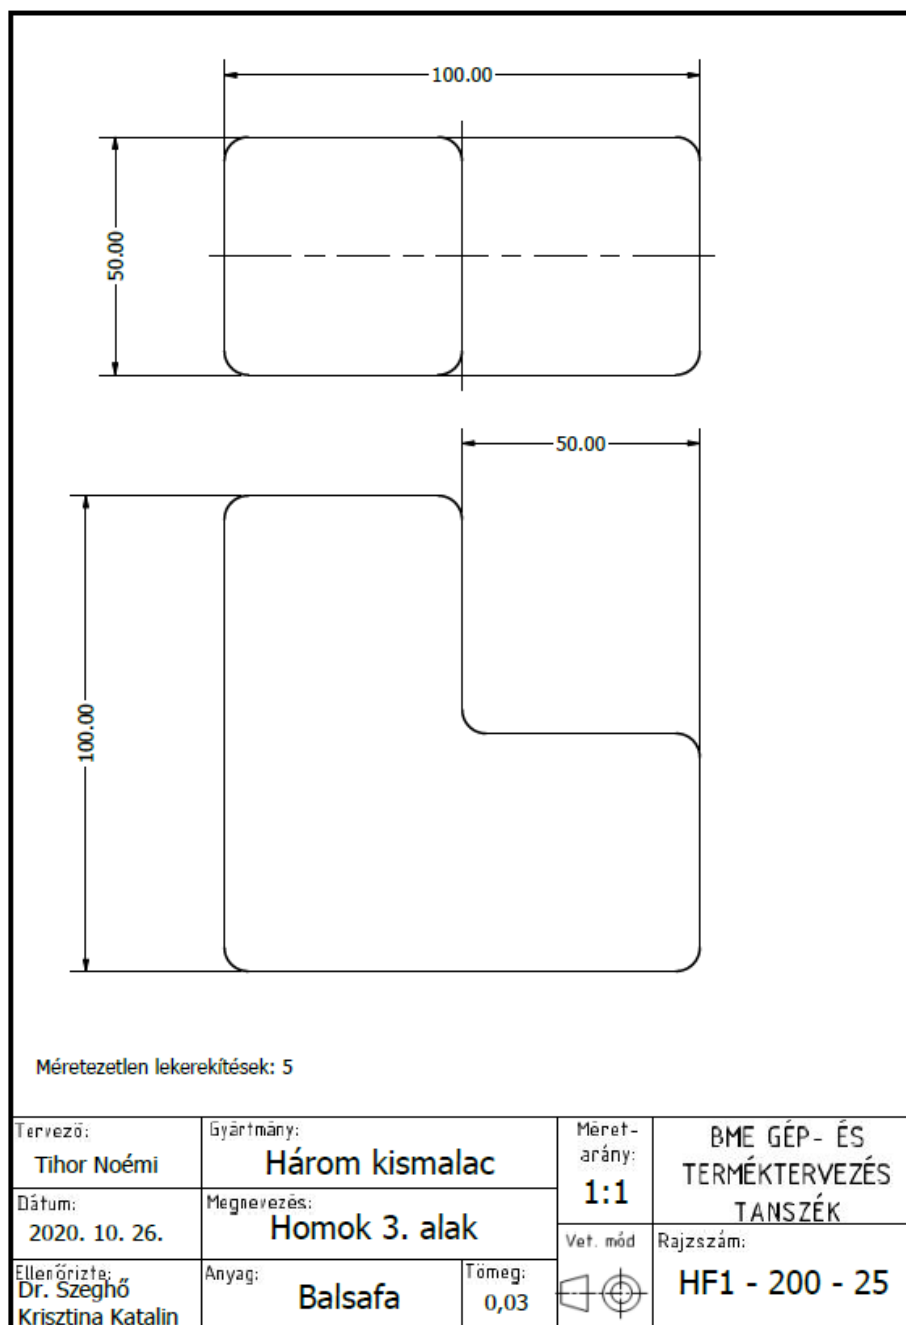 100.00
50.00
50.00
100.00
Méretezetlen lekerekítések: 5
Tervező:
Tihor Noémi
Gyártmány:
Három kismalac
Méret-
arány:
1:1
BME GÉP- ÉS
TERMÉKTERVEZÉS
TANSZÉK
Dátum:
2020. 10. 26.
Megnevezés:
Homok 3. alak
Vet. mód
Rajzszám:
HF1 - 200 - 25
Ellenőrizte:
Dr. Szeghő
Krisztina Katalin
Anyag:
Balsafa
Tömeg:
0,03